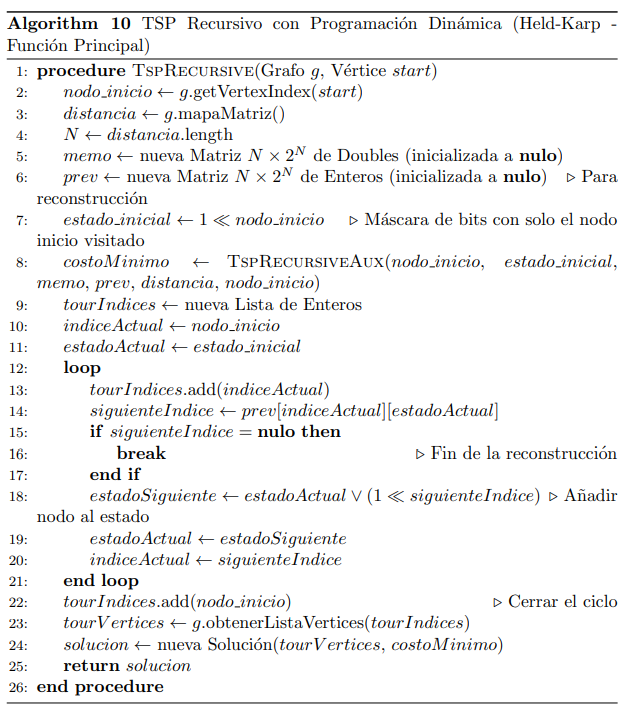 Algorithm 10 TSP Recursivo con Programación Dinámica (Held-Karp -
Función Principal)
1: procedure TSPRECURSIVE(Grafo g, Vértice start)
2: nodo_inicio ← g.getVertexIndex(start)
3: distancia ← g.mapaMatriz()
4: N ← distancia.length
5: memo ← nueva Matriz N × 2^N de Doubles (inicializada a nulo)
6: prev ← nueva Matriz N × 2^N de Enteros (inicializada a nulo) ▷ Para
reconstrucción
7: estado_inicial ← 1 ≪ nodo_inicio ▷ Máscara de bits con solo el nodo
inicio visitado
8: costoMinimo ← TSPRECURSIVEAUX(nodo_inicio, estado_inicial,
memo, prev, distancia, nodo_inicio)
9: tourIndices ← nueva Lista de Enteros
10: indiceActual ← nodo_inicio
11: estadoActual ← estado_inicial
12: loop
13: tourIndices.add(indiceActual)
14: siguienteIndice ← prev[indiceActual][estadoActual]
15: if siguienteIndice = nulo then
16: break ▷ Fin de la reconstrucción
17: end if
18: estadoSiguiente ← estadoActual ∨ (1 ≪ siguienteIndice) ▷ Añadir
nodo al estado
19: estadoActual ← estadoSiguiente
20: indiceActual ← siguienteIndice
21: end loop
22: tourIndices.add(nodo_inicio) ▷ Cerrar el ciclo
23: tourVertices ← g.obtenerListaVertices(tourIndices)
24: solucion ← nueva Solución(tourVertices, costoMinimo)
25: return solucion
26: end procedure